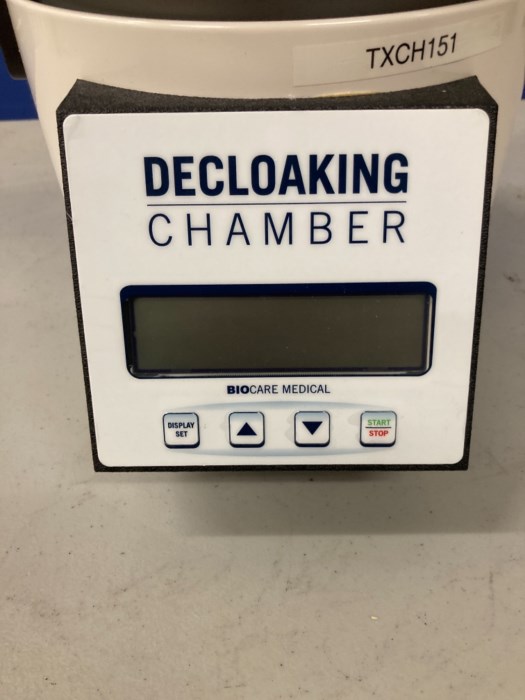 TXCH151
DECLOAKING
CHAMBER
BIOCARE MEDICAL
DISPLAY
SET
START
STOP